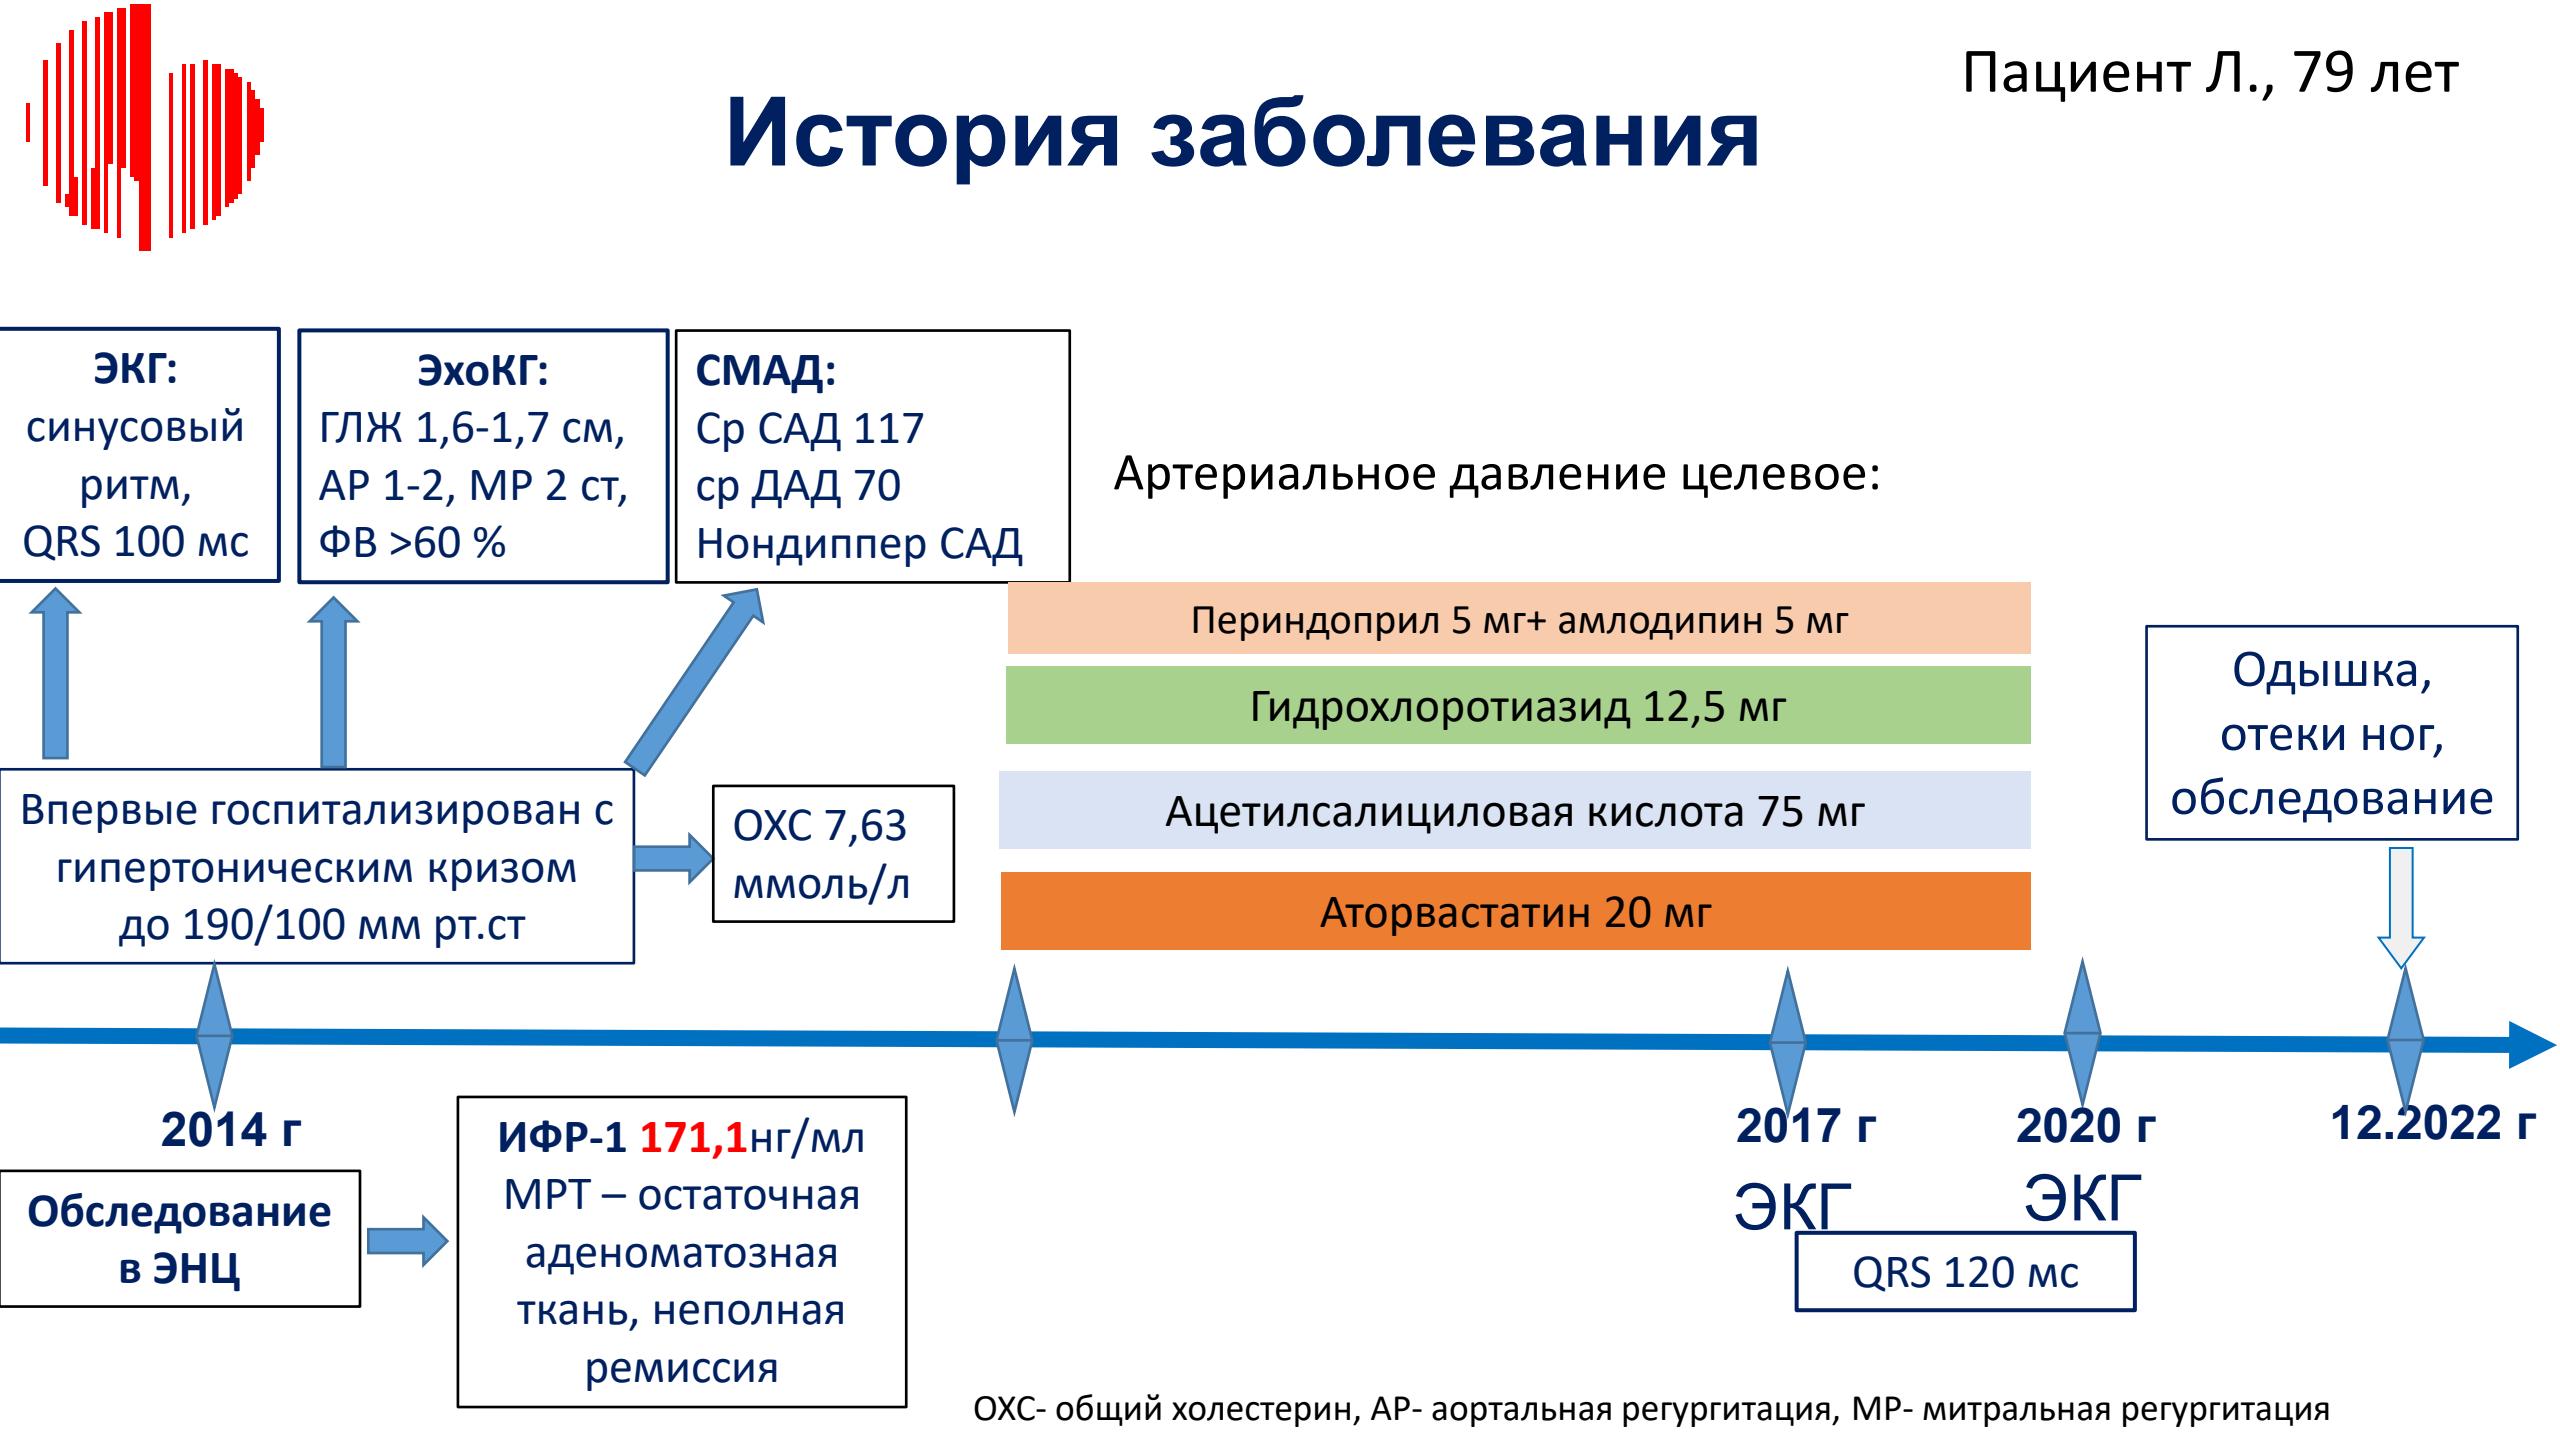 Пациент Л., 79 лет
История заболевания
ЭКГ:
синусовый
ритм,
QRS 100 мс
ЭхоКГ:
ГЛЖ 1,6-1,7 см,
АР 1-2, МР 2 ст,
ФВ >60 %
СМАД:
Ср САД 117
ср ДАД 70
Нондиппер САД
Артериальное давление целевое:
Периндоприл 5 мг+ амлодипин 5 мг
Гидрохлоротиазид 12,5 мг
Ацетилсалициловая кислота 75 мг
Аторвастатин 20 мг
Одышка,
отеки ног,
обследование
Впервые госпитализирован с
гипертоническим кризом
до 190/100 мм рт.ст
ОХС 7,63
ммоль/л
2014 г
2017 г
2020 г
12.2022 г
ЭКГ
ЭКГ
QRS 120 мс
Обследование
в ЭНЦ
ИФР-1 171,1нг/мл
МРТ – остаточная
аденоматозная
ткань, неполная
ремиссия
ОХС- общий холестерин, АР- аортальная регургитация, МР- митральная регургитация